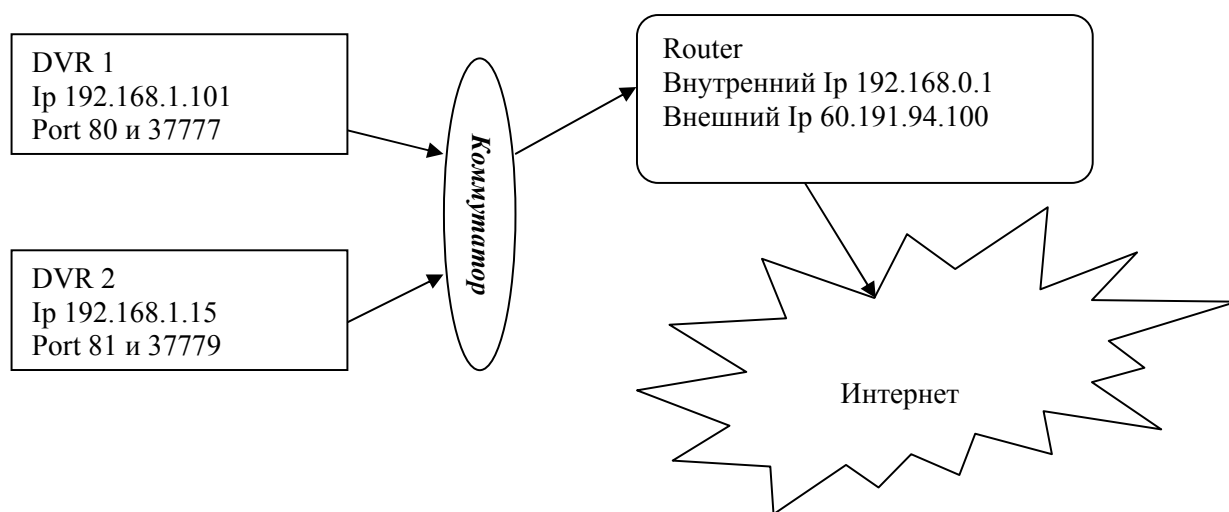 DVR 1
Ip 192.168.1.101
Port 80 и 37777
DVR 2
Ip 192.168.1.15
Port 81 и 37779
Коммутатор
Router
Внутренний Ip 192.168.0.1
Внешний Ip 60.191.94.100
Интернет